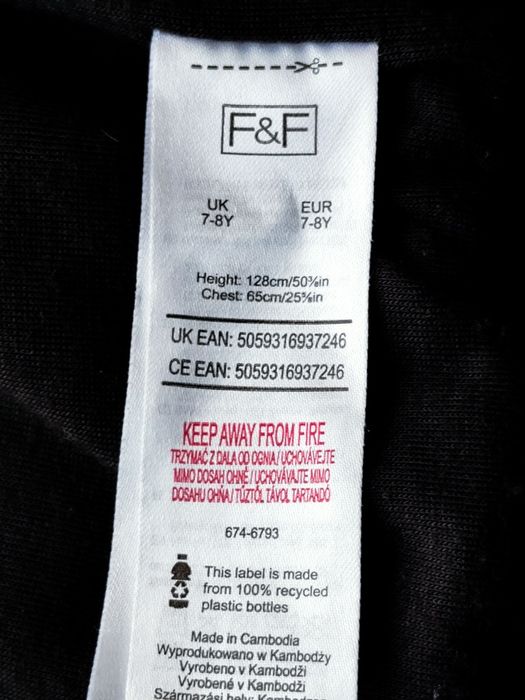 F&F
UK EUR
7-8Y 7-8Y
Height: 128cm/50⅜in
Chest: 65cm/25⅝in
UK EAN: 5059316937246
CE EAN: 5059316937246
KEEP AWAY FROM FIRE
TRZYMAĆ Z DALA OD OGNIA/ UCHOVÁVEJTE
MIMO DOSAH OHNĚ / UCHOVÁVAJTE MIMO
DOSAHU OHŇA / TŰZTŐL TÁVOL TARTANDÓ
674-6793
This label is made
from 100% recycled
plastic bottles
Made in Cambodia
Wyprodukowano w Kambodży
Vyrobeno v Kambodži
Vyrobené v Kambodži
Származási hely: Kambodzsa